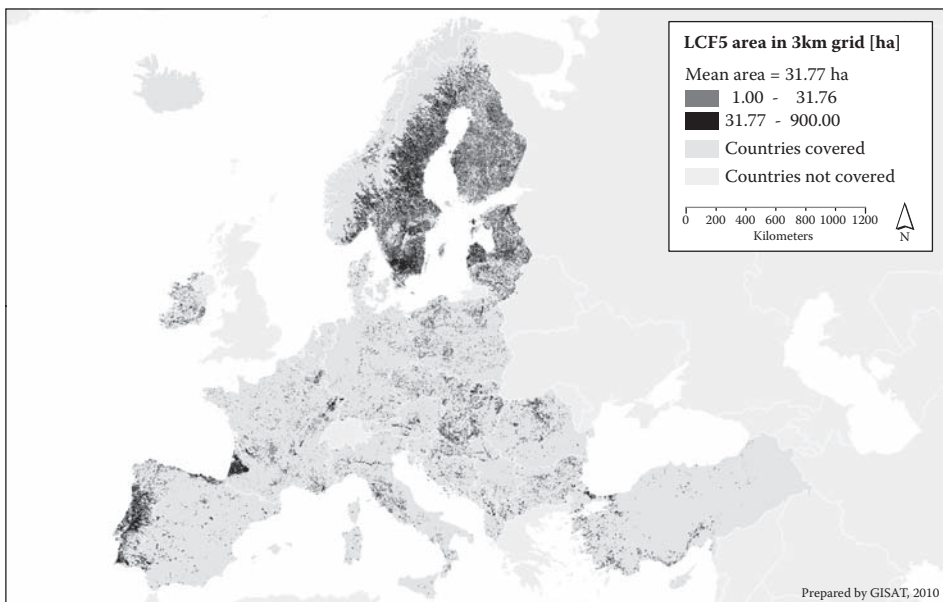 LCF5 area in 3km grid [ha]
Mean area = 31.77 ha
1.00 - 31.76
31.77 - 900.00
Countries covered
Countries not covered
0 200 400 600 800 1000 1200
Kilometers
N
Prepared by GISAT, 2010